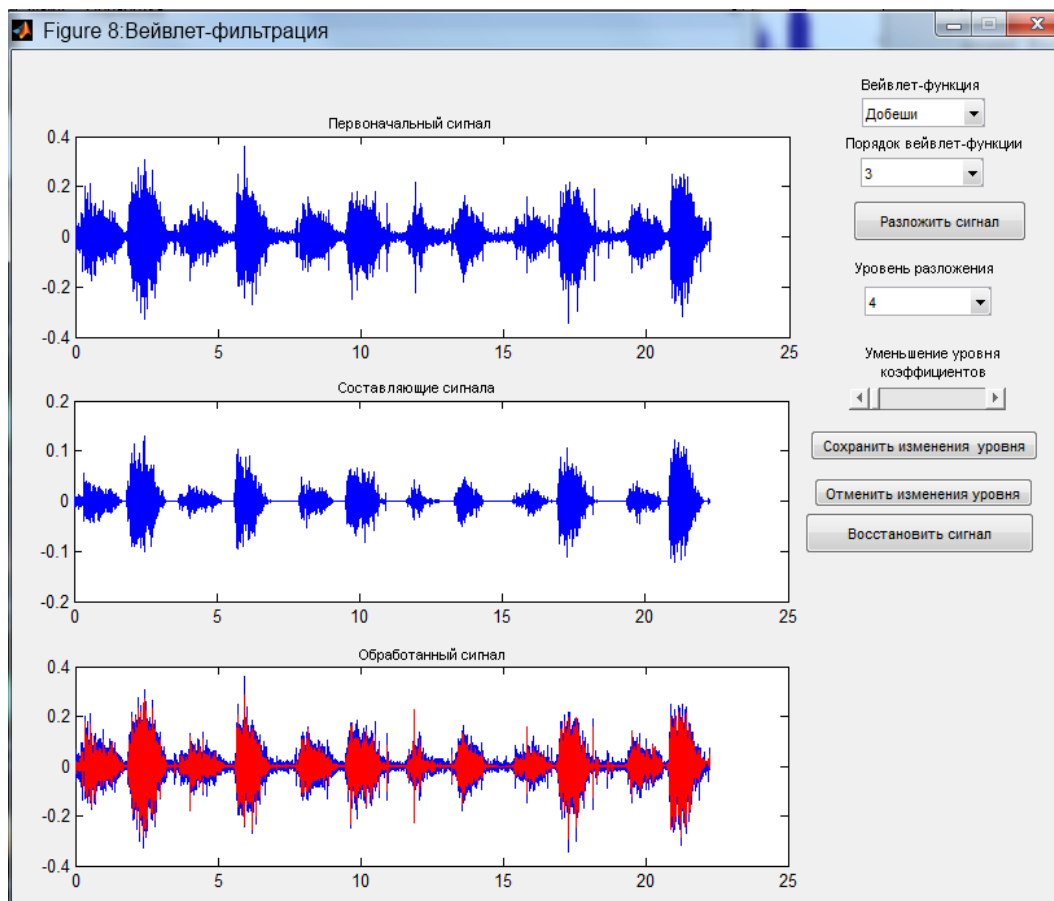 Figure 8:Вейвлет-фильтрация
Первоначальный сигнал
0.4
0.2
0
-0.2
-0.4
0 5 10 15 20 25
Составляющие сигнала
0.2
0.1
0
-0.1
-0.2
0 5 10 15 20 25
Обработанный сигнал
0.4
0.2
0
-0.2
-0.4
0 5 10 15 20 25
Вейвлет-функция
Добеши
Порядок вейвлет-функции
3
Разложить сигнал
Уровень разложения
4
Уменьшение уровня
коэффициентов
Сохранить изменения уровня
Отменить изменения уровня
Восстановить сигнал